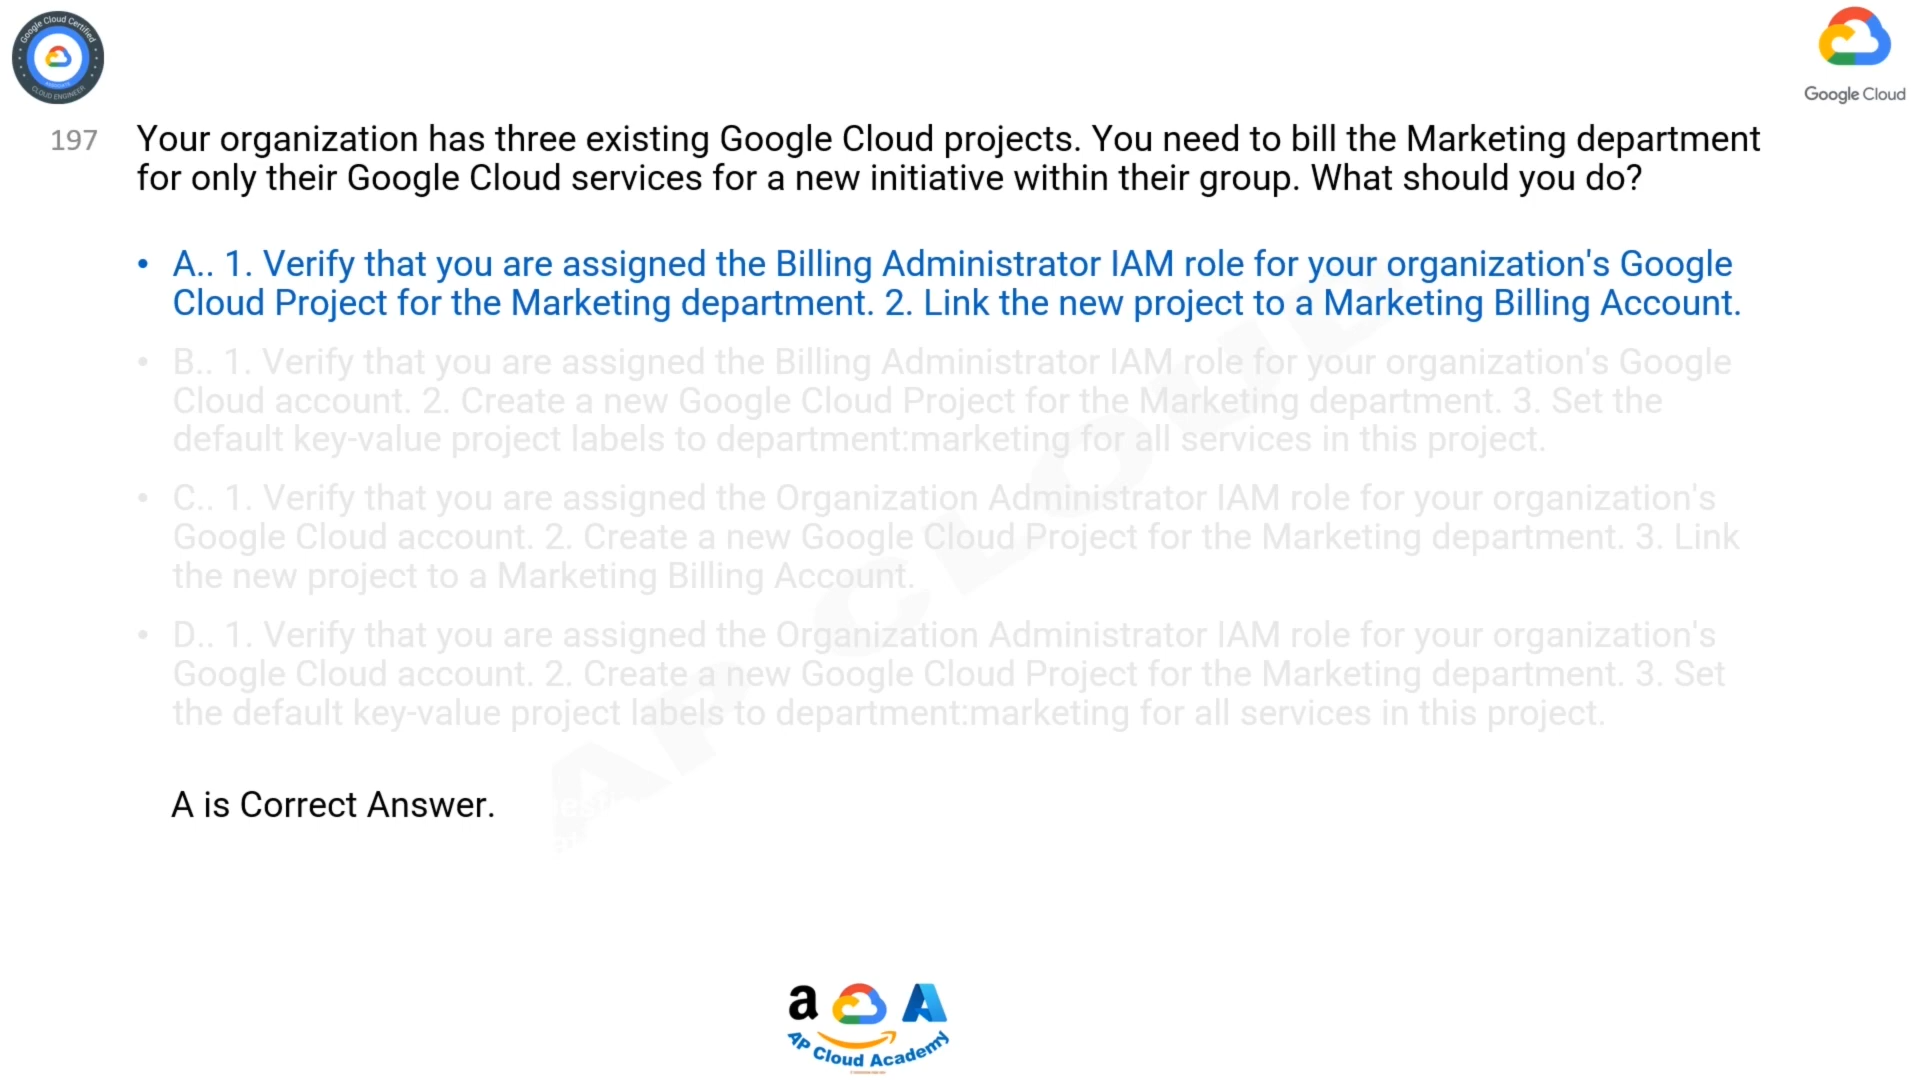 Google Cloud Certified
CLOUD ENGINEER
Google Cloud
197
Your organization has three existing Google Cloud projects. You need to bill the Marketing department
for only their Google Cloud services for a new initiative within their group. What should you do?
• A.. 1. Verify that you are assigned the Billing Administrator IAM role for your organization's Google
Cloud Project for the Marketing department. 2. Link the new project to a Marketing Billing Account.
• B.. 1. Verify that you are assigned the Billing Administrator IAM role for your organization's Google
Cloud account. 2. Create a new Google Cloud Project for the Marketing department. 3. Set the
default key-value project labels to department:marketing for all services in this project.
• C.. 1. Verify that you are assigned the Organization Administrator IAM role for your organization's
Google Cloud account. 2. Create a new Google Cloud Project for the Marketing department. 3. Link
the new project to a Marketing Billing Account.
• D.. 1. Verify that you are assigned the Organization Administrator IAM role for your organization's
Google Cloud account. 2. Create a new Google Cloud Project for the Marketing department. 3. Set
the default key-value project labels to department:marketing for all services in this project.
AP CLOUD
A is Correct Answer.
a
AP Cloud Academy